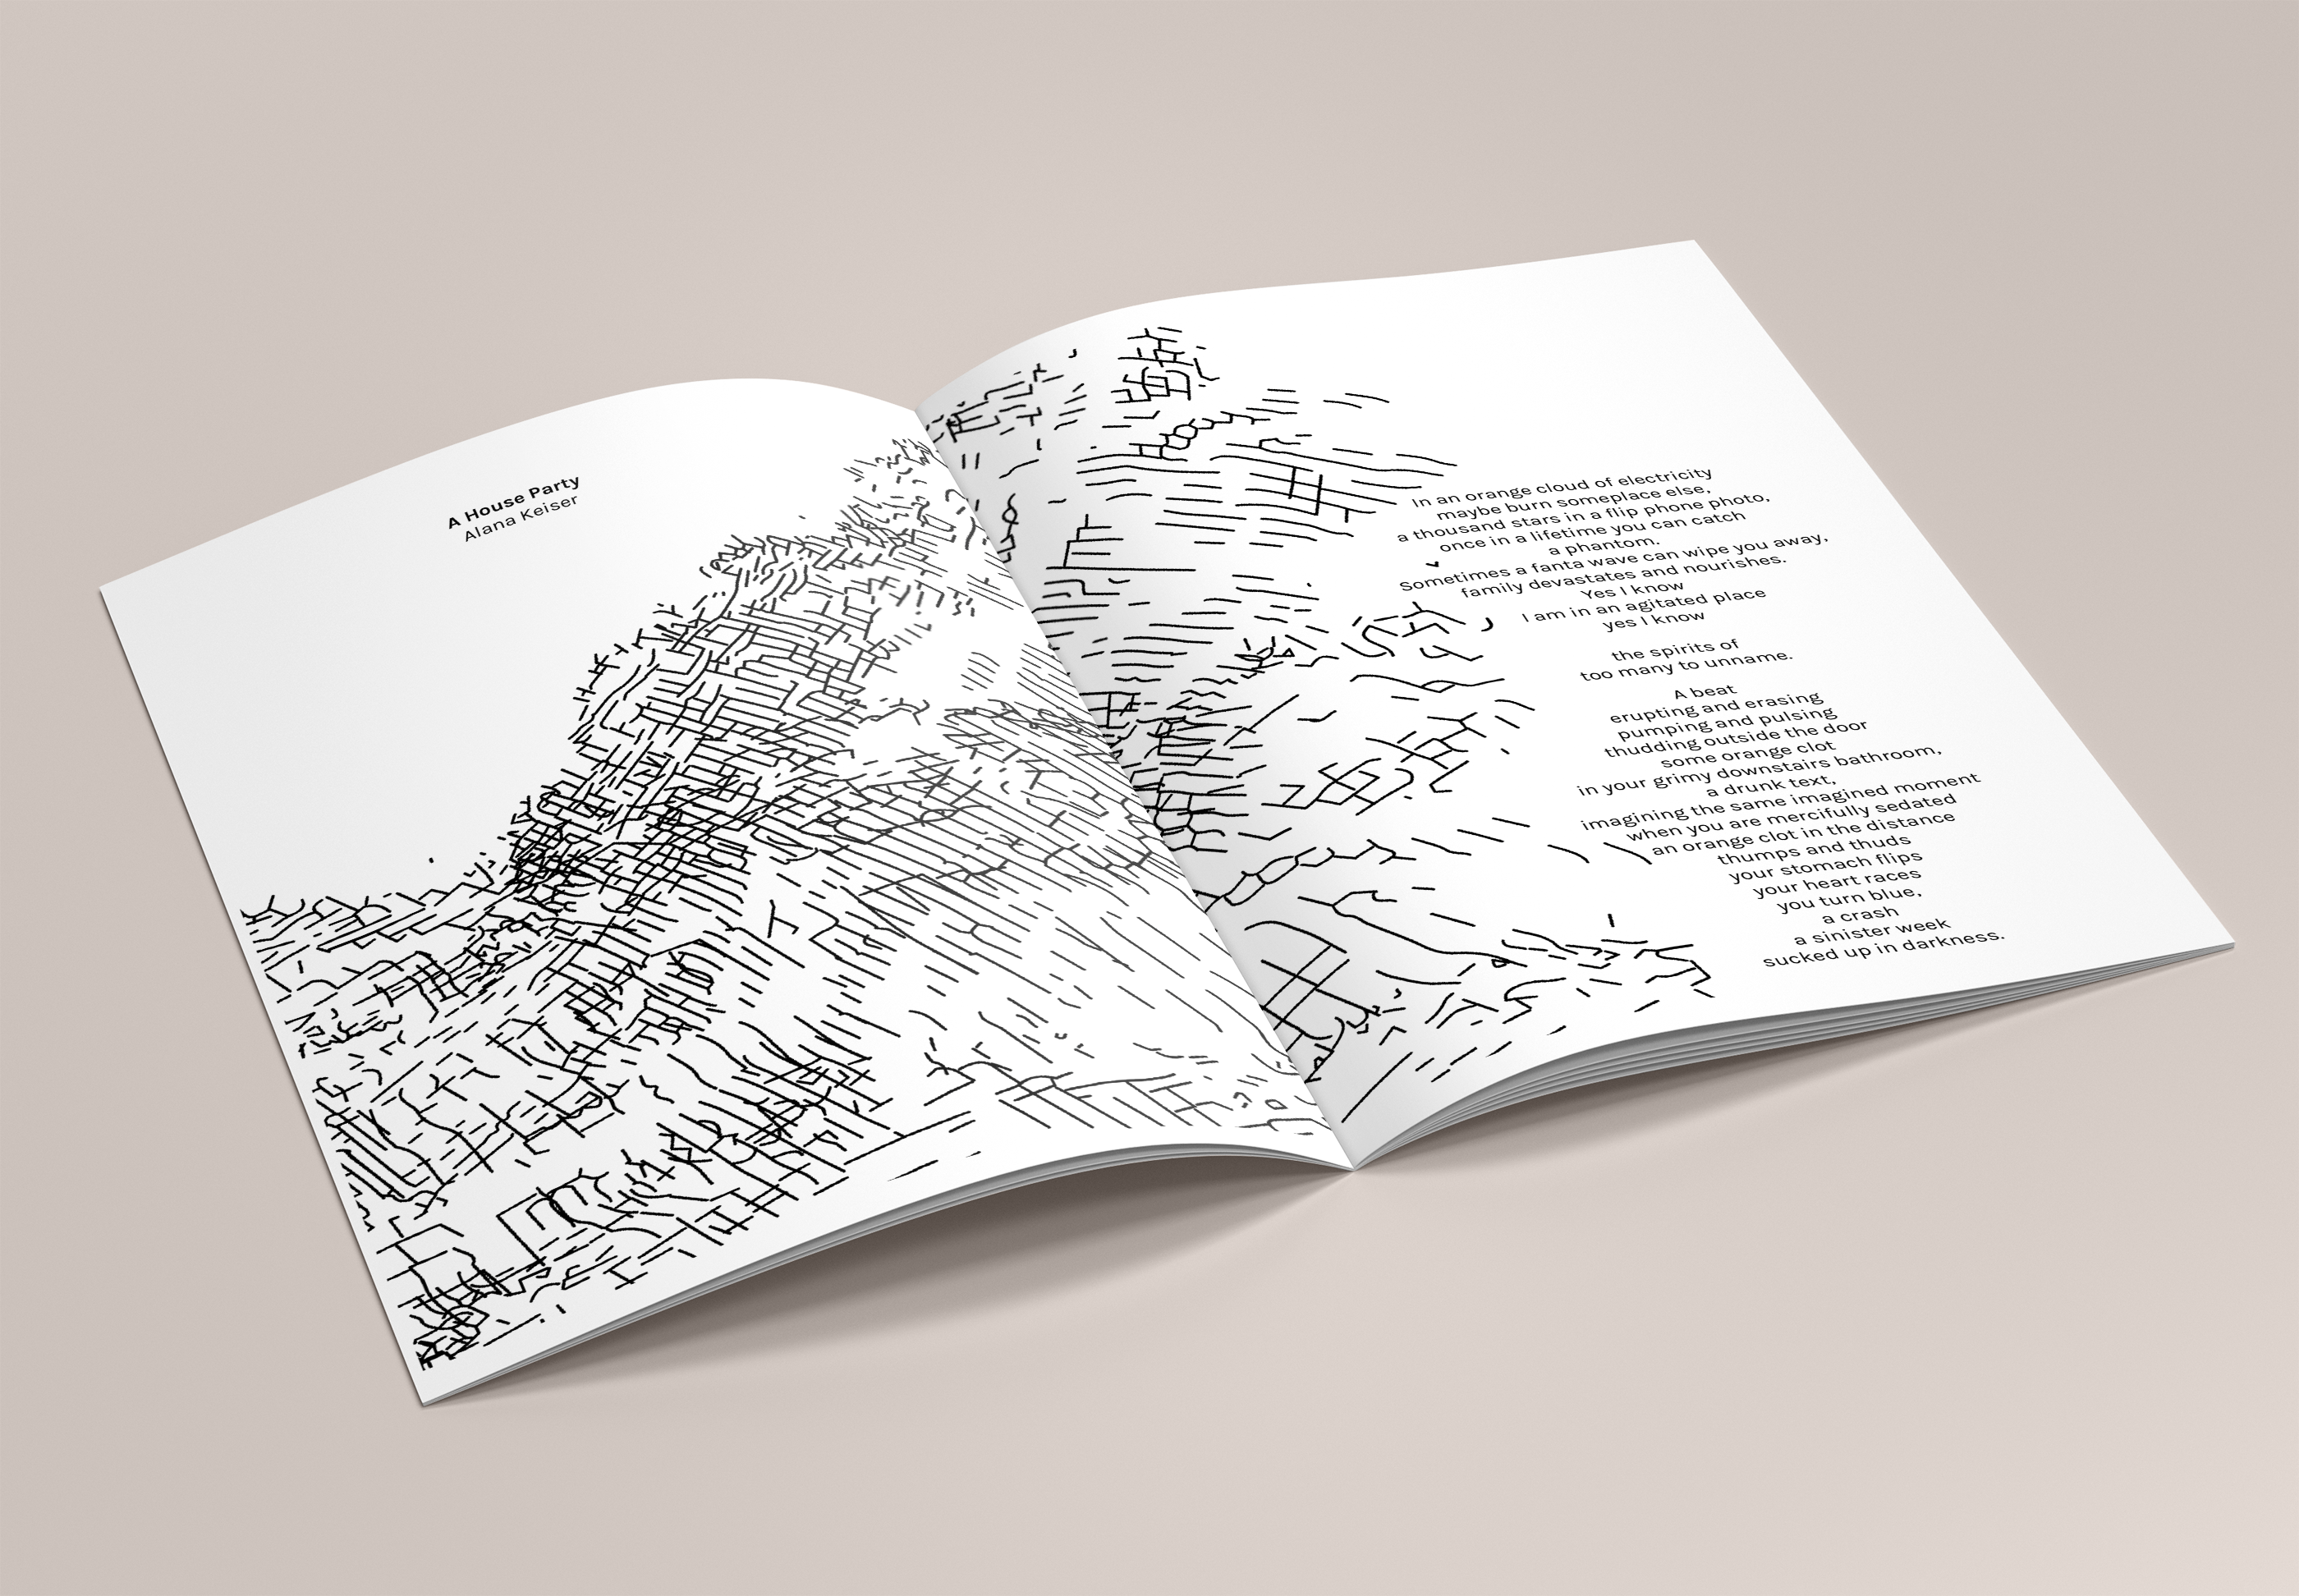 A House Party
Alana Keiser
In an orange cloud of electricity
maybe burn someplace else,
a thousand stars in a flip phone photo,
once in a lifetime you can catch
a phantom.
Sometimes a fanta wave can wipe you away,
family devastates and nourishes.
Yes I know
I am in an agitated place
yes I know
the spirits of
too many to unname.
A beat
erupting and erasing
pumping and pulsing
thudding outside the door
some orange clot
in your grimy downstairs bathroom,
a drunk text,
imagining the same imagined moment
when you are mercifully sedated
an orange clot in the distance
thumps and thuds
your stomach flips
your heart races
you turn blue,
a crash
a sinister week
sucked up in darkness.